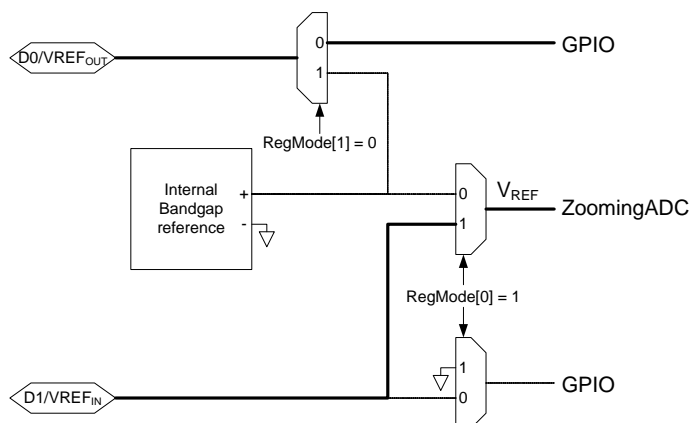 0
GPIO
D0/VREFOUT
1
RegMode[1] = 0
Internal
Bandgap
reference
+
-
0
VREF
1
ZoomingADC
RegMode[0] = 1
1
GPIO
0
D1/VREFIN